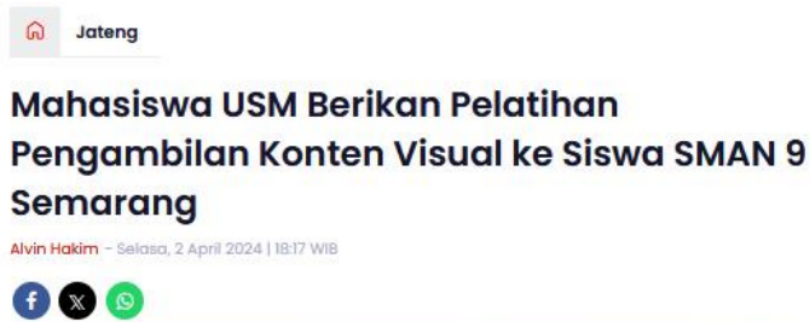 Jateng
Mahasiswa USM Berikan Pelatihan
Pengambilan Konten Visual ke Siswa SMAN 9
Semarang
Alvin Hakim - Selasa, 2 April 2024 | 18:17 WIB